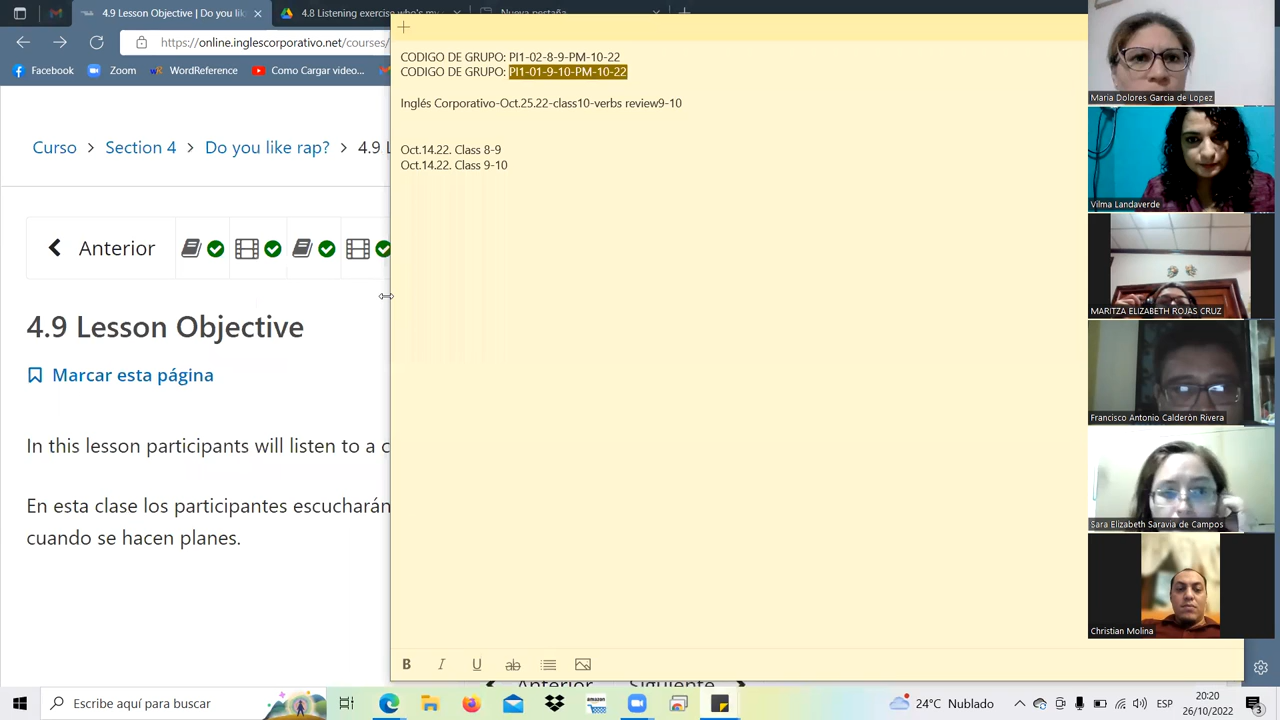 4.9 Lesson Objective | Do you l
4.8 Listening exercise who's my
Nueva pestaña
https://online.inglescorporativo.net/courses/
Facebook
Zoom
WordReference
Como Cargar video...
Curso > Section 4 > Do you like rap? > 4.9 L
Anterior
4.9 Lesson Objective
Marcar esta página
In this lesson participants will listen to a c
En esta clase los participantes escucharán
cuando se hacen planes.
CODIGO DE GRUPO: PI1-02-8-9-PM-10-22
CODIGO DE GRUPO: PI1-01-9-10-PM-10-22
Inglés Corporativo-Oct.25.22-class10-verbs review9-10
Oct.14.22. Class 8-9
Oct.14.22. Class 9-10
B I U ab
Anterior Siguiente
Maria Dolores Garcia de Lopez
Vilma Landaverde
MARITZA ELIZABETH ROJAS CRUZ
Francisco Antonio Calderón Rivera
Sara Elizabeth Saravia de Campos
Christian Molina
Escribe aquí para buscar
amazon
24°C Nublado
ESP
20:20
26/10/2022
3